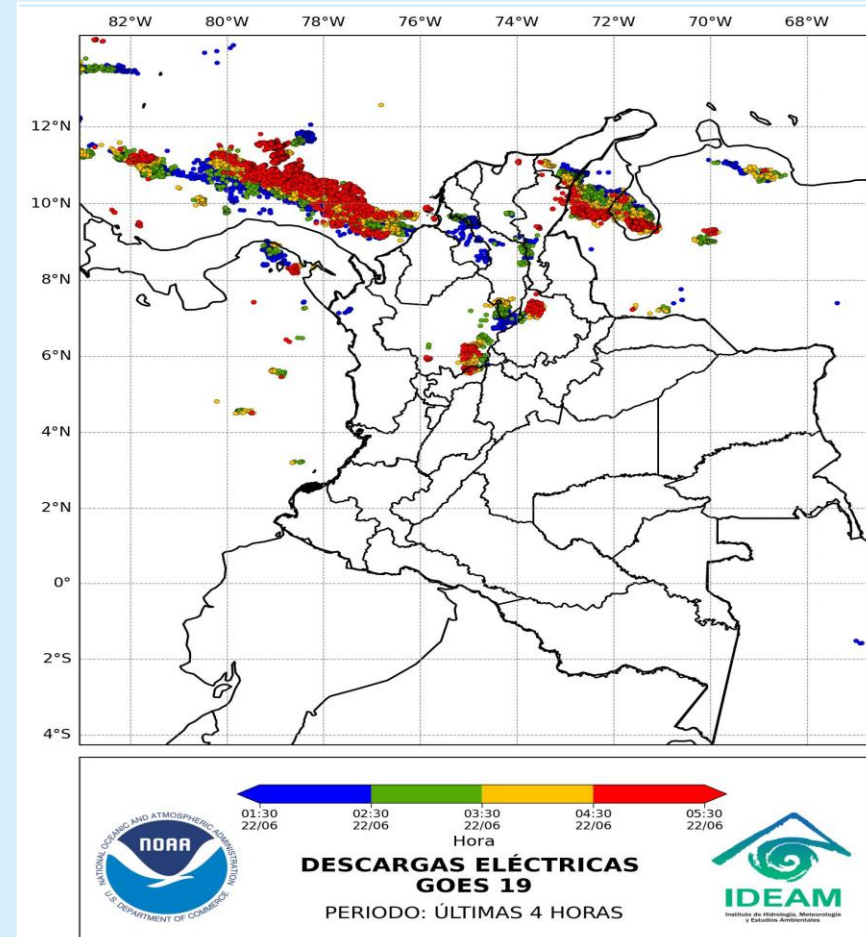 82°W 80°W 78°W 76°W 74°W 72°W 70°W 68°W
12°N
10°N
8°N
6°N
4°N
2°N
0°
2°S
4°S
01:30 02:30 03:30 04:30 05:30
22/06 22/06 22/06 22/06 22/06
Hora
DESCARGAS ELÉCTRICAS
GOES 19
PERIODO: ÚLTIMAS 4 HORAS
NATIONAL OCEANIC AND ATMOSPHERIC ADMINISTRATION
NOAA
U.S. DEPARTMENT OF COMMERCE
IDEAM
Instituto de Hidrología, Meteorología
y Estudios Ambientales